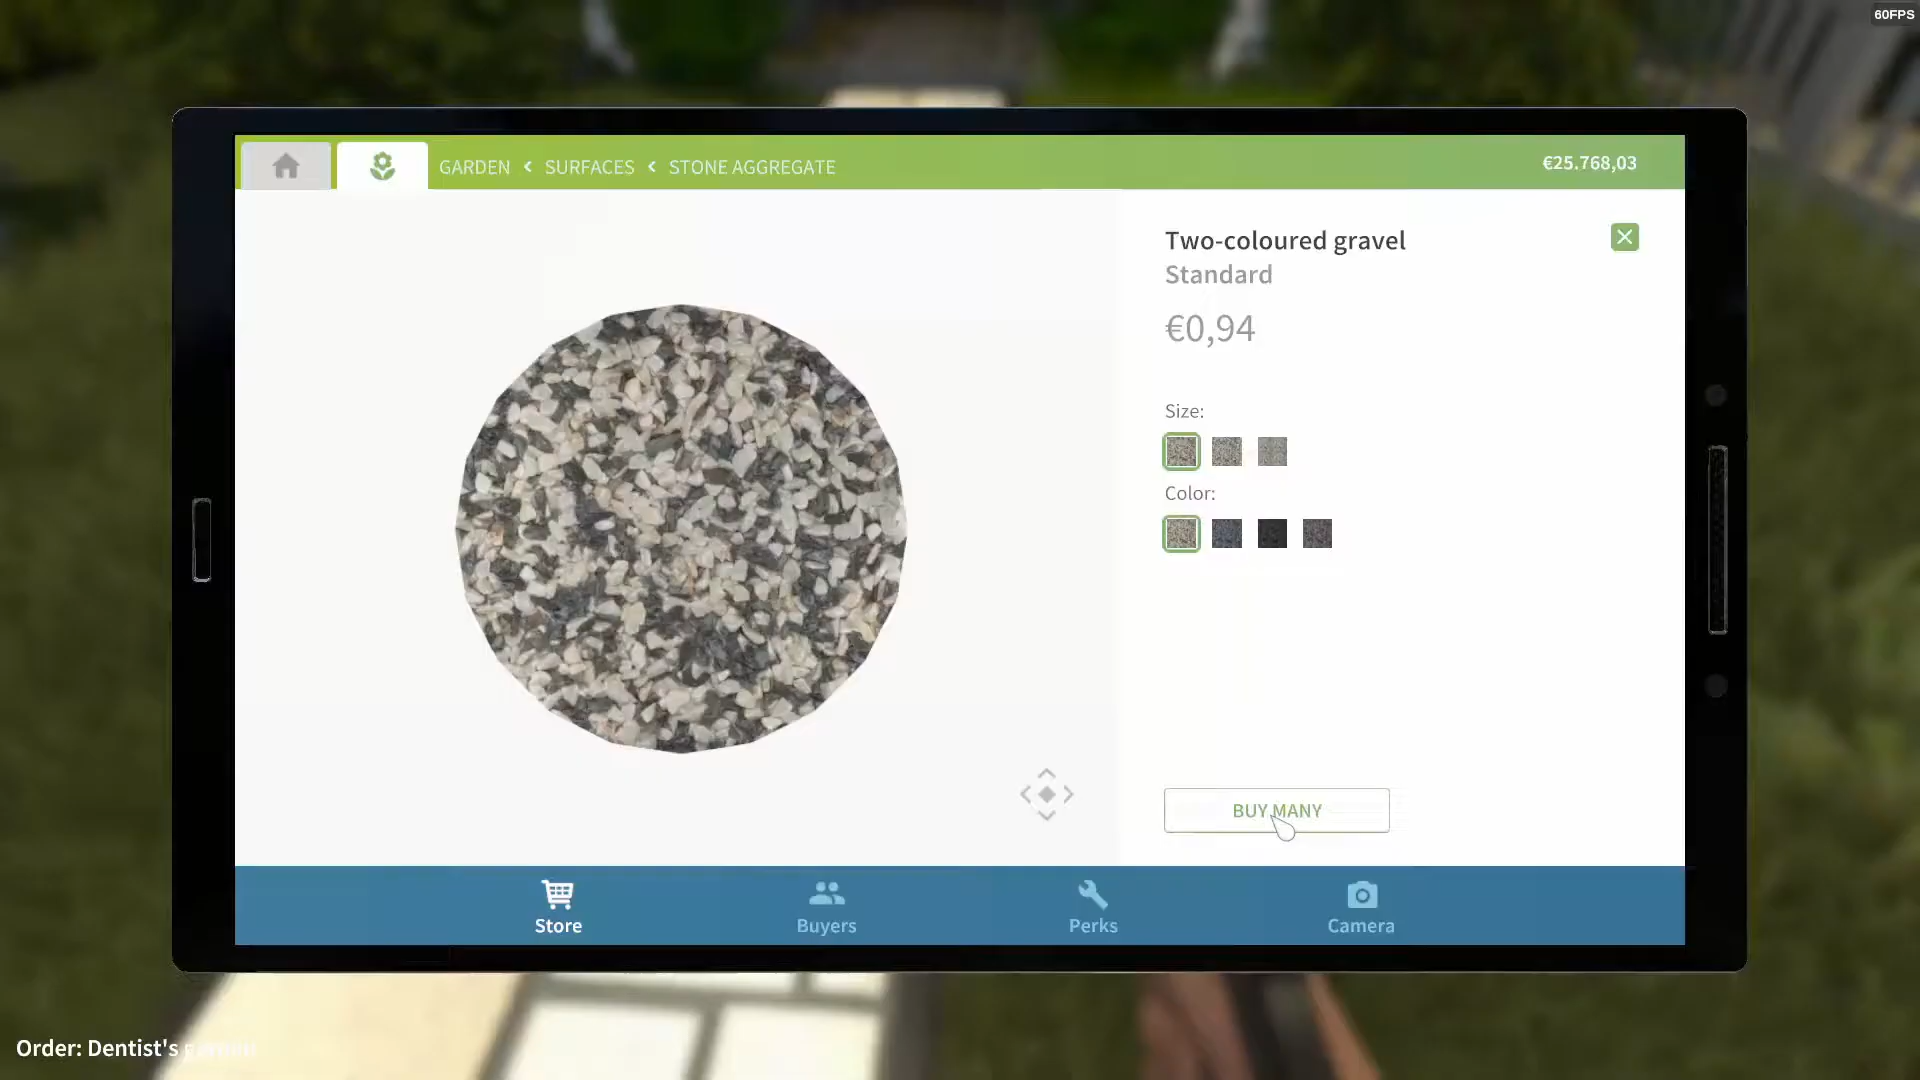 60FPS
GARDEN < SURFACES < STONE AGGREGATE
€25.768,03
Two-coloured gravel
Standard
€0,94
Size:
Color:
BUY MANY
Store
Buyers
Perks
Camera
Order: Dentist's